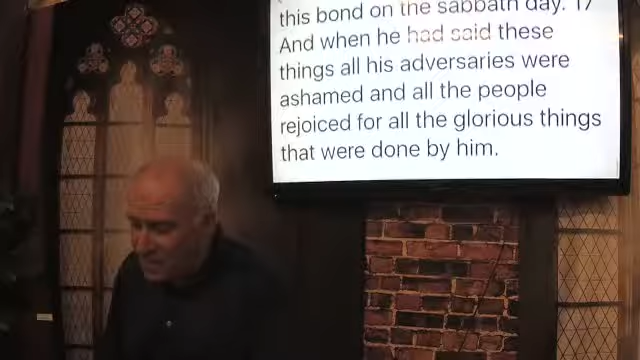 this bond on the sabbath day. 17
And when he had said these
things all his adversaries were
ashamed and all the people
rejoiced for all the glorious things
that were done by him.